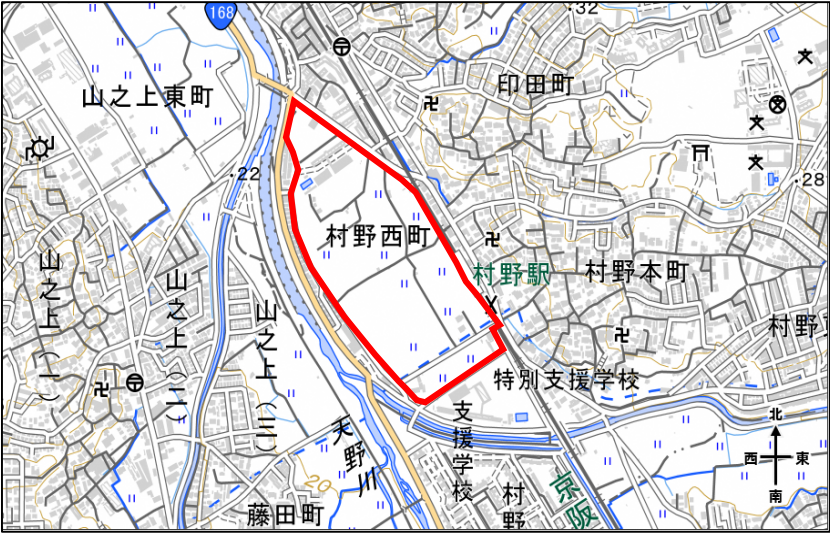 168
32
山之上東町
印田町
22
28
村野西町
山之上(一)
山之上(二)
山之上(三)
村野駅
村野本町
村野
特別支援学校
支援学校
天野川
20
藤田町
村野
京阪
北
西
東
南